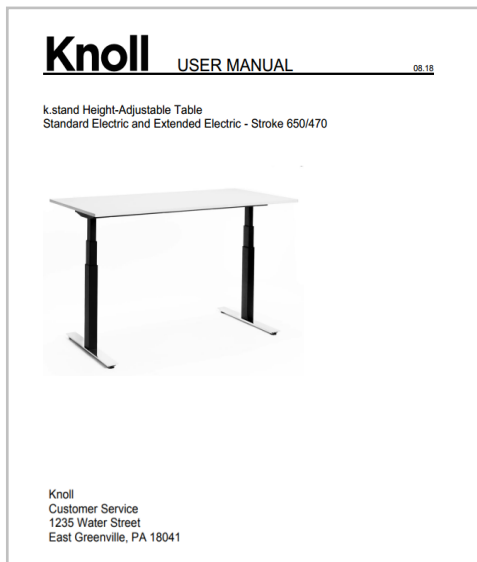 Knoll USER MANUAL 08.18
k.stand Height-Adjustable Table
Standard Electric and Extended Electric - Stroke 650/470
Knoll
Customer Service
1235 Water Street
East Greenville, PA 18041